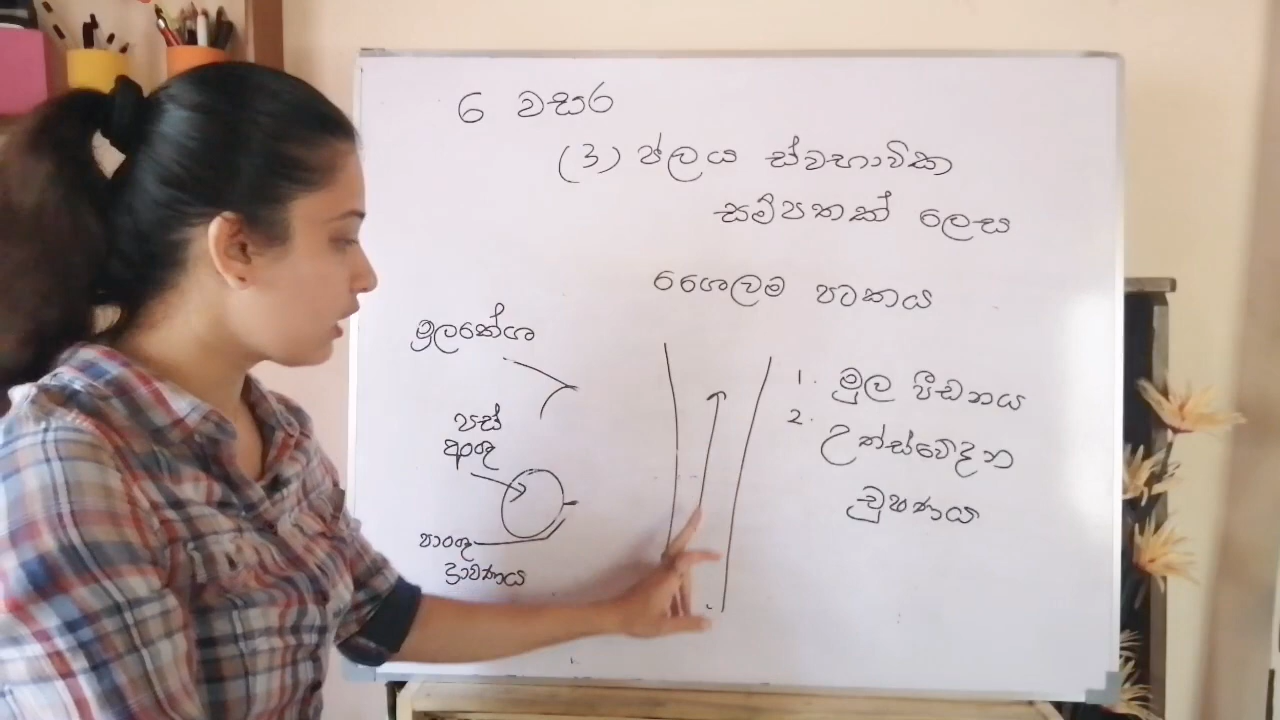 6 වසර
(3) ජලය ස්වභාවික
සම්පතක් ලෙස
ශෛලම පටකය
මූලකේශ
පස්
අංශු
පාංශු
ද්‍රාවණය
1. මූල පීඩනය
2. උත්ස්වේදන
චූෂණය